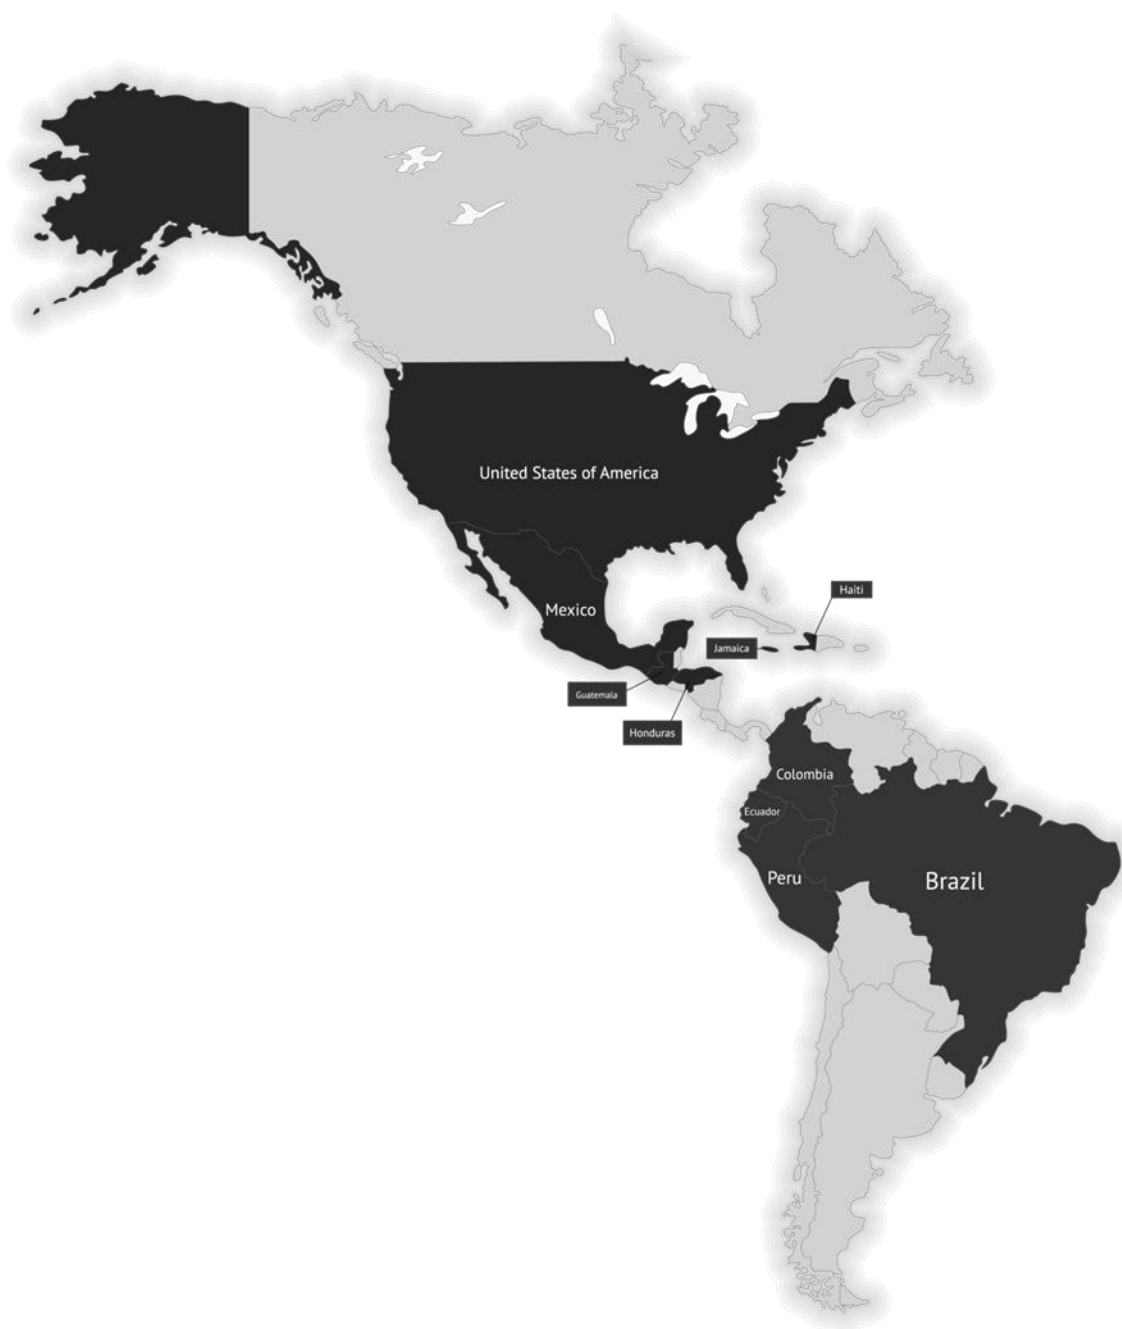 United States of America
Haiti
Mexico
Jamaica
Guatemala
Honduras
Colombia
Ecuador
Peru
Brazil